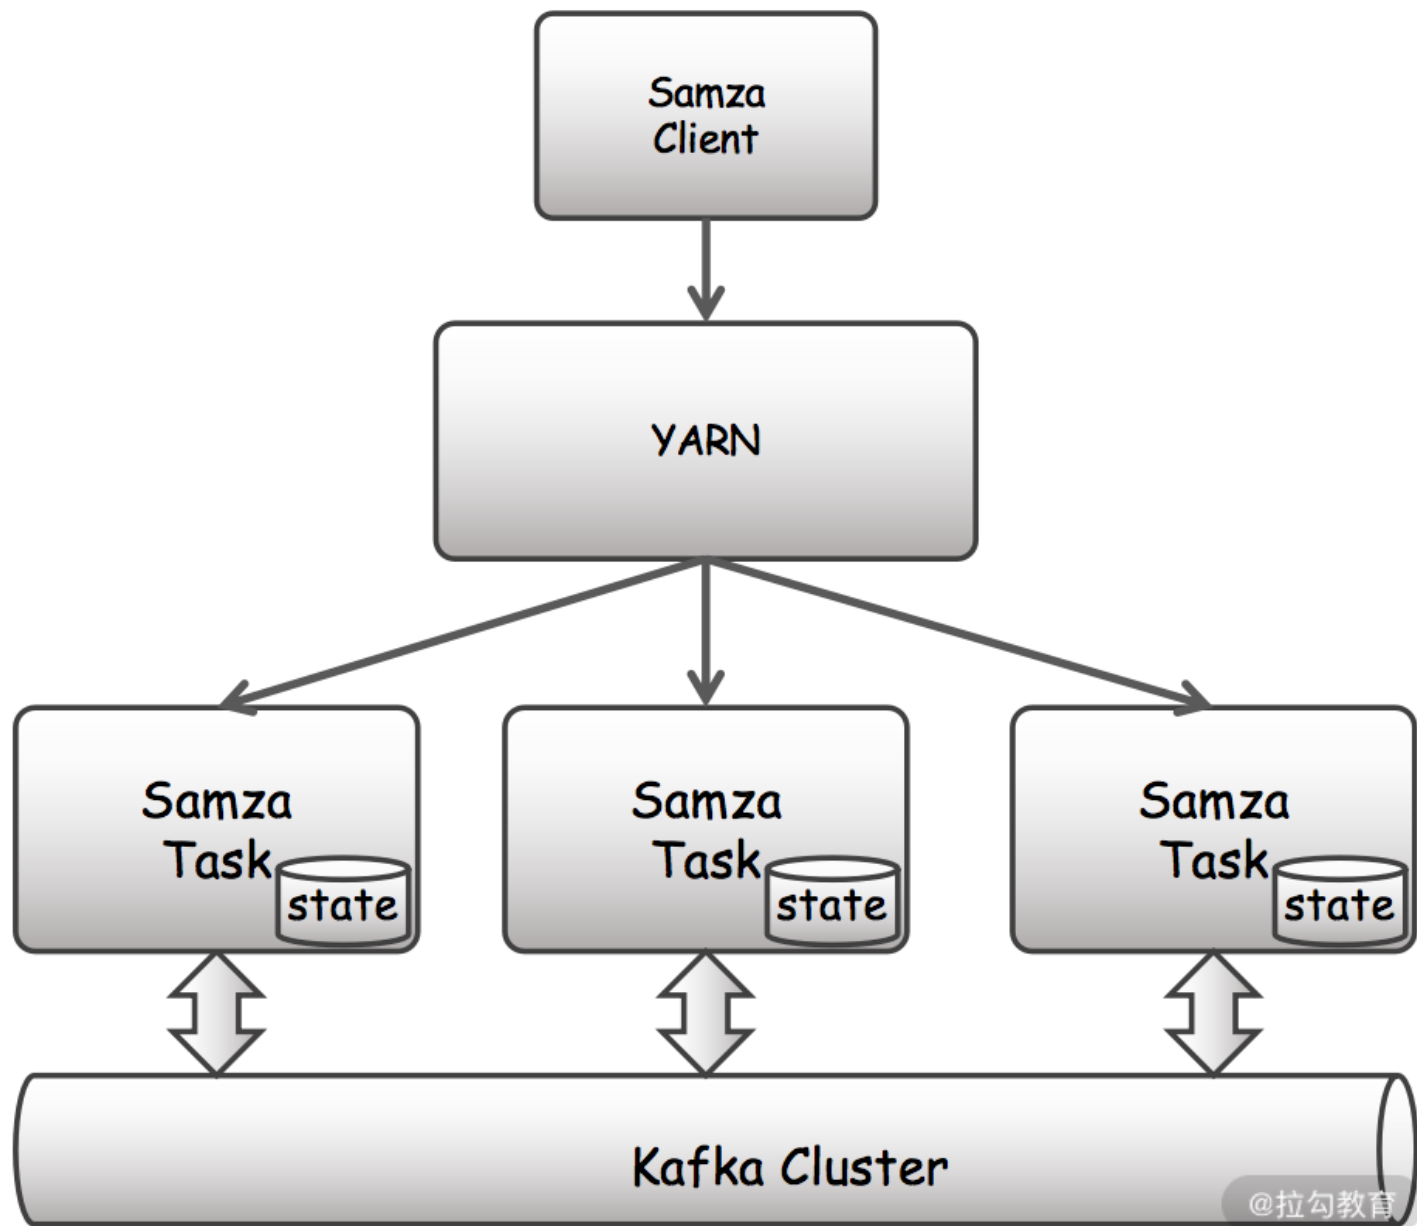 Samza
Client
YARN
Samza
Task
state
Samza
Task
state
Samza
Task
state
Kafka Cluster
@拉勾教育